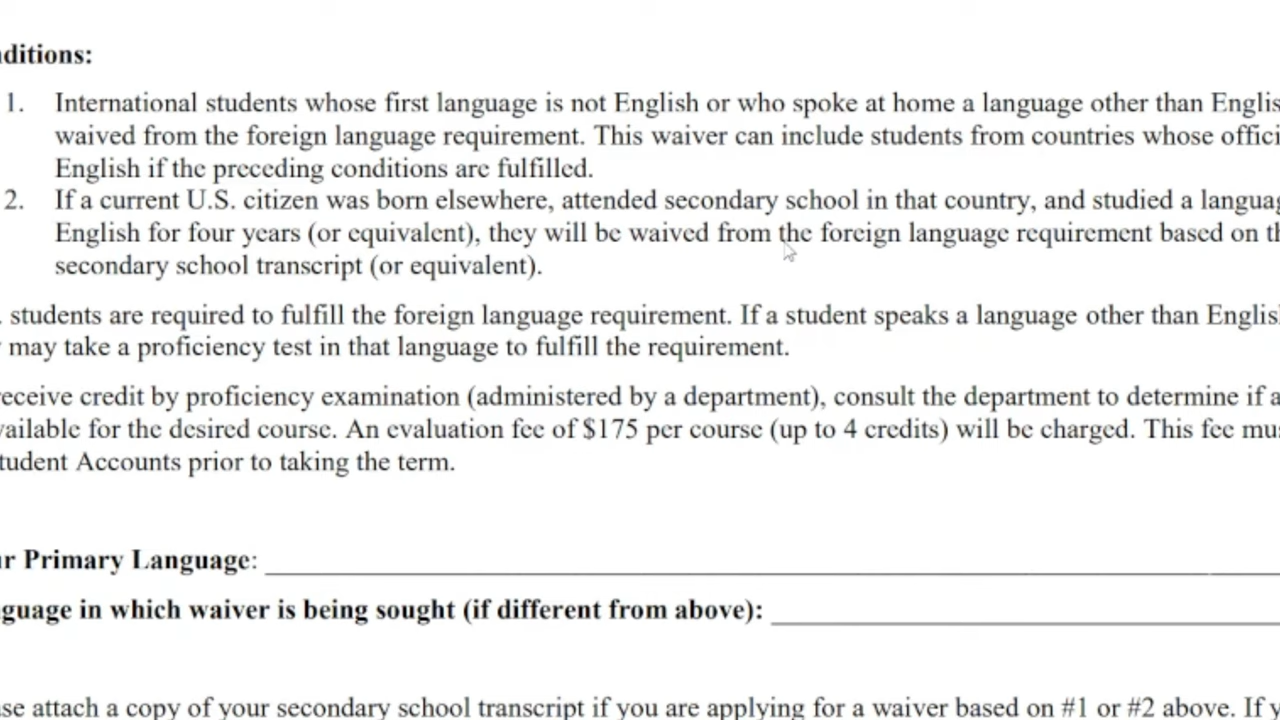 ditions:
1. International students whose first language is not English or who spoke at home a language other than Englis
waived from the foreign language requirement. This waiver can include students from countries whose offici
English if the preceding conditions are fulfilled.
2. If a current U.S. citizen was born elsewhere, attended secondary school in that country, and studied a languag
English for four years (or equivalent), they will be waived from the foreign language requirement based on th
secondary school transcript (or equivalent).
. students are required to fulfill the foreign language requirement. If a student speaks a language other than English
may take a proficiency test in that language to fulfill the requirement.
eceive credit by proficiency examination (administered by a department), consult the department to determine if a
vailable for the desired course. An evaluation fee of $175 per course (up to 4 credits) will be charged. This fee mus
tudent Accounts prior to taking the term.
r Primary Language:
guage in which waiver is being sought (if different from above):
se attach a copy of your secondary school transcript if you are applying for a waiver based on #1 or #2 above. If y